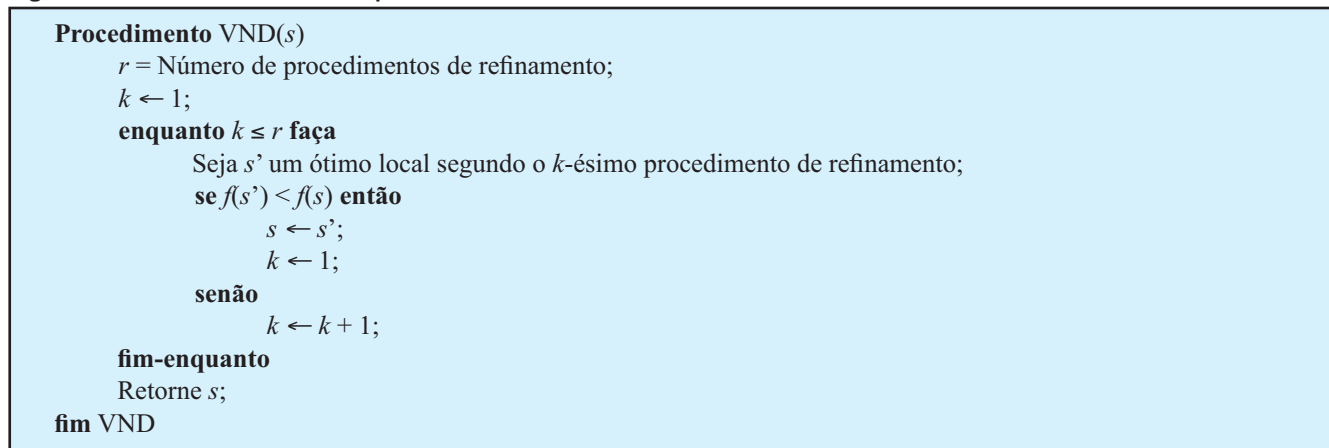 Procedimento VND(s)
r = Número de procedimentos de refinamento;
k ← 1;
enquanto k ≤ r faça
Seja s’ um ótimo local segundo o k-ésimo procedimento de refinamento;
se f(s’) < f(s) então
s ← s’;
k ← 1;
senão
k ← k + 1;
fim-enquanto
Retorne s;
fim VND